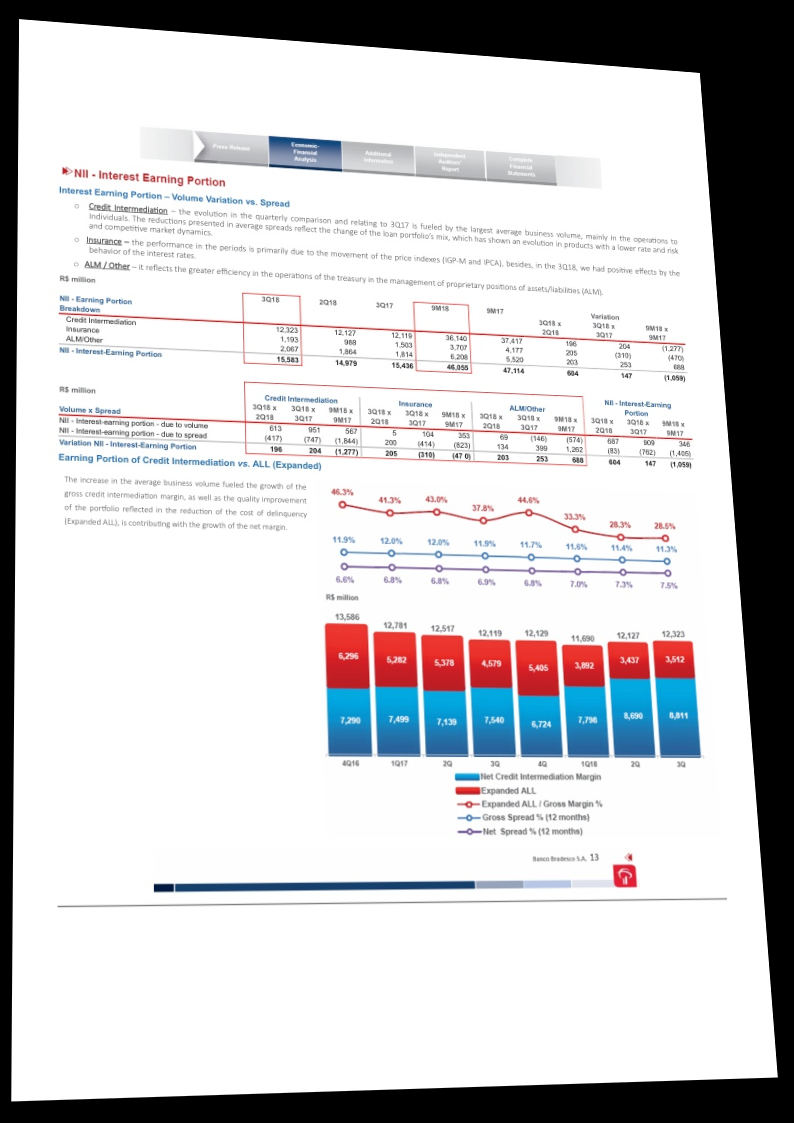 Press Release
Economic-
Financial
Analysis
Additional
Information
Independent
Auditors'
Report
Complete
Financial
Statements
NII - Interest Earning Portion
Interest Earning Portion – Volume Variation vs. Spread
o Credit Intermediation – the evolution in the quarterly comparison and relating to 3Q17 is fueled by the largest average business volume, mainly in the operations to
Individuals. The reductions presented in average spreads reflect the change of the loan portfolio's mix, which has shown an evolution in products with a lower rate and risk
and competitive market dynamics.
o Insurance – the performance in the periods is primarily due to the movement of the price indexes (IGP-M and IPCA), besides, in the 3Q18, we had positive effects by the
behavior of the interest rates.
o ALM / Other – it reflects the greater efficiency in the operations of the treasury in the management of proprietary positions of assets/liabilities (ALM).
R$ million
NII - Earning Portion
Breakdown
3Q18 2Q18 3Q17 9M18 9M17 Variation
3Q18 x
2Q18 3Q18 x
3Q17 9M18 x
9M17
Credit Intermediation 12,323 12,127 12,119 36,140 37,417 196 204 (1,277)
Insurance 1,193 988 1,503 3,707 4,177 205 (310) (470)
ALM/Other 2,067 1,864 1,814 6,208 5,520 203 253 688
NII - Interest-Earning Portion 15,583 14,979 15,436 46,055 47,114 604 147 (1,059)
R$ million
Volume x Spread
Credit Intermediation Insurance ALM/Other NII - Interest-Earning
Portion
3Q18 x 3Q18 x 9M18 x 3Q18 x 3Q18 x 9M18 x 3Q18 x 3Q18 x 9M18 x 3Q18 x 3Q18 x 9M18 x
2Q18 3Q17 9M17 2Q18 3Q17 9M17 2Q18 3Q17 9M17 2Q18 3Q17 9M17
NII - Interest-earning portion - due to volume 613 951 567 5 104 353 69 (146) (574) 687 909 346
NII - Interest-earning portion - due to spread (417) (747) (1,844) 200 (414) (823) 134 399 1,262 (83) (762) (1,405)
Variation NII - Interest-Earning Portion 196 204 (1,277) 205 (310) (47 0) 203 253 688 604 147 (1,059)
Earning Portion of Credit Intermediation vs. ALL (Expanded)
The increase in the average business volume fueled the growth of the
gross credit intermediation margin, as well as the quality improvement
of the portfolio reflected in the reduction of the cost of delinquency
(Expanded ALL), is contributing with the growth of the net margin.
46.3% 41.3% 43.0% 37.8% 44.6% 33.3% 28.3% 28.5%
11.9% 12.0% 12.0% 11.9% 11.7% 11.6% 11.4% 11.3%
6.6% 6.8% 6.8% 6.9% 6.8% 7.0% 7.3% 7.5%
R$ million
13,586 12,781 12,517 12,119 12,129 11,690 12,127 12,323
6,296 5,282 5,378 4,579 5,405 3,892 3,437 3,512
7,290 7,499 7,139 7,540 6,724 7,798 8,690 8,811
4Q16 1Q17 2Q 3Q 4Q 1Q18 2Q 3Q
Net Credit Intermediation Margin
Expanded ALL
Expanded ALL / Gross Margin %
Gross Spread % (12 months)
Net Spread % (12 months)
Banco Bradesco S.A. 13